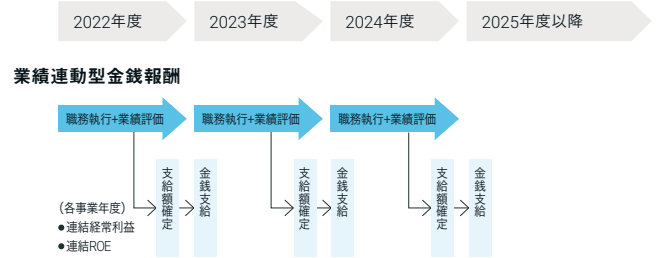 2022年度
2023年度
2024年度
2025年度以降
業績連動型金銭報酬
職務執行+業績評価
職務執行+業績評価
職務執行+業績評価
(各事業年度)
●連結経常利益
●連結ROE
支給額確定
金銭支給
支給額確定
金銭支給
支給額確定
金銭支給